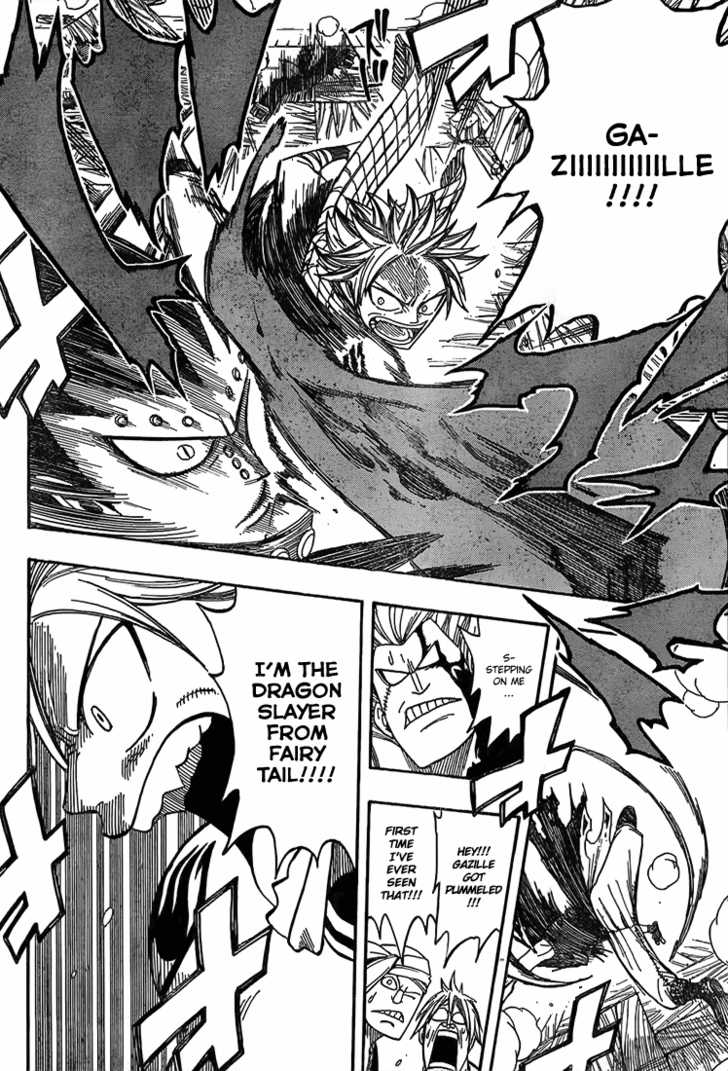 GA-
ZIIIIIIIIIIIILLE
!!!!
S-
STEPPING
ON ME
...
HEY!!!
GAZILLE
GOT
PUMMELED
!!!
FIRST
TIME
I'VE
EVER
SEEN
THAT!!!
I'M THE
DRAGON
SLAYER
FROM
FAIRY
TAIL!!!!